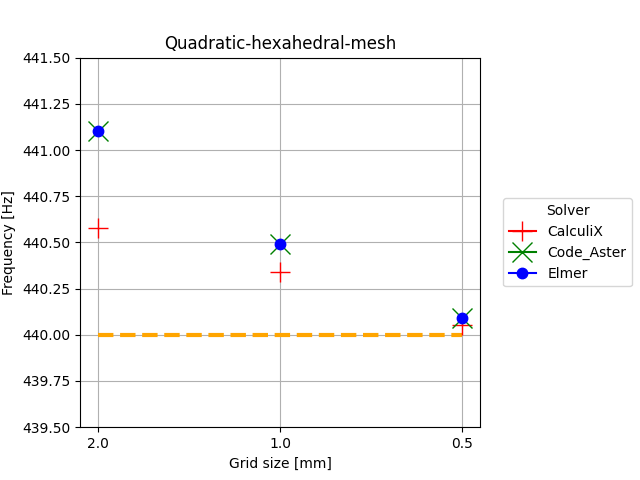 Quadratic-hexahedral-mesh
441.50
441.25
441.00
440.75
440.50
440.25
440.00
439.75
439.50
Frequency [Hz]
2.0
1.0
0.5
Grid size [mm]
Solver
CalculiX
Code_Aster
Elmer